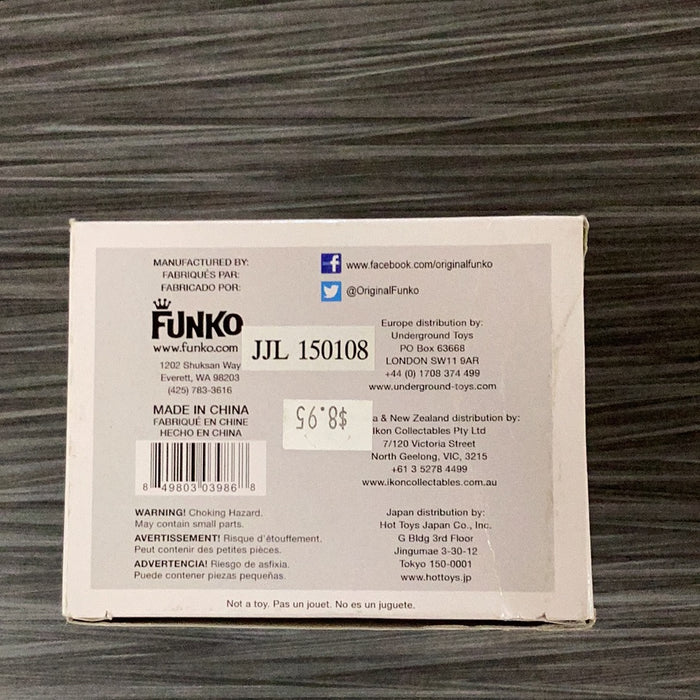 MANUFACTURED BY:
FABRIQUÉS PAR:
FABRICADO POR:
FUNKO
www.funko.com
1202 Shuksan Way
Everett, WA 98203
(425) 783-3616
MADE IN CHINA
FABRIQUÉ EN CHINE
HECHO EN CHINA
8 49803 03986 8
WARNING! Choking Hazard.
May contain small parts.
AVERTISSEMENT! Risque d'étouffement.
Peut contenir des petites pièces.
ADVERTENCIA! Riesgo de asfixia.
Puede contener piezas pequeñas.
JJL 150108
$8.95
www.facebook.com/originalfunko
@OriginalFunko
Europe distribution by:
Underground Toys
PO Box 63668
LONDON SW11 9AR
+44 (0) 1708 374 499
www.underground-toys.com
& New Zealand distribution by:
Ikon Collectables Pty Ltd
7/120 Victoria Street
North Geelong, VIC, 3215
+61 3 5278 4499
www.ikoncollectables.com.au
Japan distribution by:
Hot Toys Japan Co., Inc.
G Bldg 3rd Floor
Jingumae 3-30-12
Tokyo 150-0001
www.hottoys.jp
Not a toy. Pas un jouet. No es un juguete.